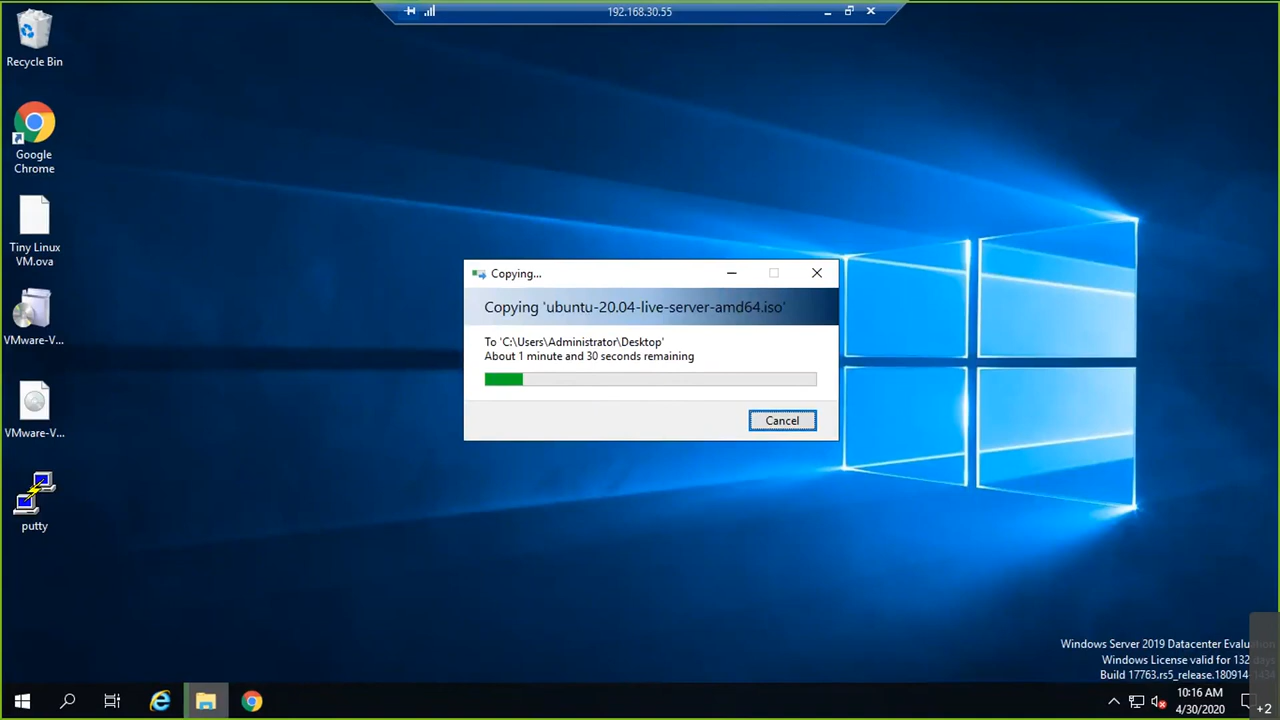 192.168.30.55
Recycle Bin
Google
Chrome
Tiny Linux
VM.ova
VMware-V...
VMware-V...
putty
Copying...
Copying 'ubuntu-20.04-live-server-amd64.iso'
To 'C:\Users\Administrator\Desktop'
About 1 minute and 30 seconds remaining
Cancel
Windows Server 2019 Datacenter Evaluation
Windows License valid for 132 days
Build 17763.rs5_release.180914-1434
10:16 AM
4/30/2020
+2